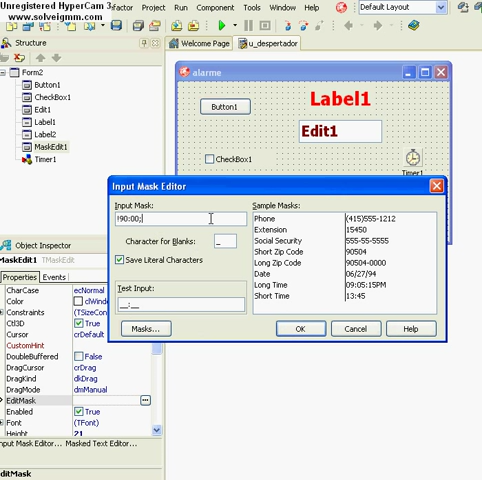 Unregistered HyperCam 3
www.solveigmm.com
factor Project Run Component Tools Window Help
Default Layout
Structure
Welcome Page
u_despertador
Form2
Button1
CheckBox1
Edit1
Label1
Label2
MaskEdit1
Timer1
alarme
Button1
Label1
Edit1
CheckBox1
Timer1
Input Mask Editor
Input Mask:
!90:00;
Character for Blanks:
_
Save Literal Characters
Test Input:
__:__
Masks...
Sample Masks:
Phone (415)555-1212
Extension 15450
Social Security 555-55-5555
Short Zip Code 90504
Long Zip Code 90504-0000
Date 06/27/94
Long Time 09:05:15PM
Short Time 13:45
OK
Cancel
Help
Object Inspector
MaskEdit1 TMaskEdit
Properties
Events
CharCase ecNormal
Color clWindow
Constraints (TSizeCon
Ctl3D True
Cursor crDefault
CustomHint
DoubleBuffered False
DragCursor crDrag
DragKind dkDrag
DragMode dmManual
EditMask
Enabled True
Font (TFont)
Height 21
nput Mask Editor... Masked Text Editor...
ditMask